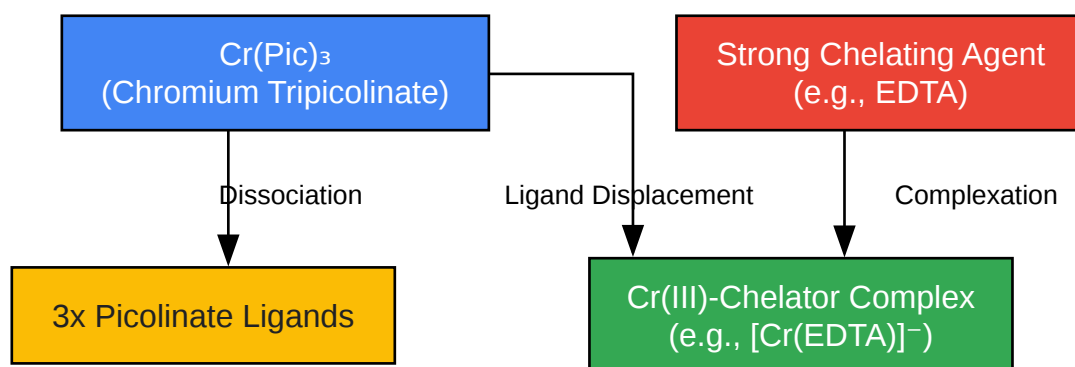 Cr(Pic)₃
(Chromium Tripicolinate)
Strong Chelating Agent
(e.g., EDTA)
Dissociation
Ligand Displacement
Complexation
3x Picolinate Ligands
Cr(III)-Chelator Complex
(e.g., [Cr(EDTA)]⁻)